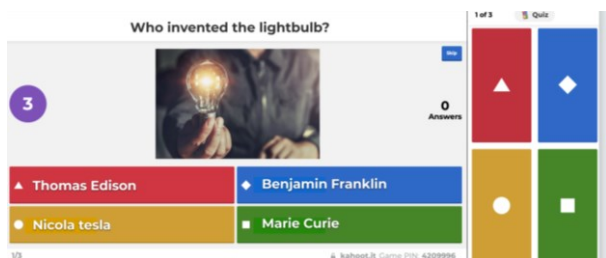 Who invented the lightbulb?
1 of 3 Quiz
Skip
3
0
Answers
Thomas Edison
Benjamin Franklin
Nicola tesla
Marie Curie
1/3
kahoot.it Game PIN: 4209996